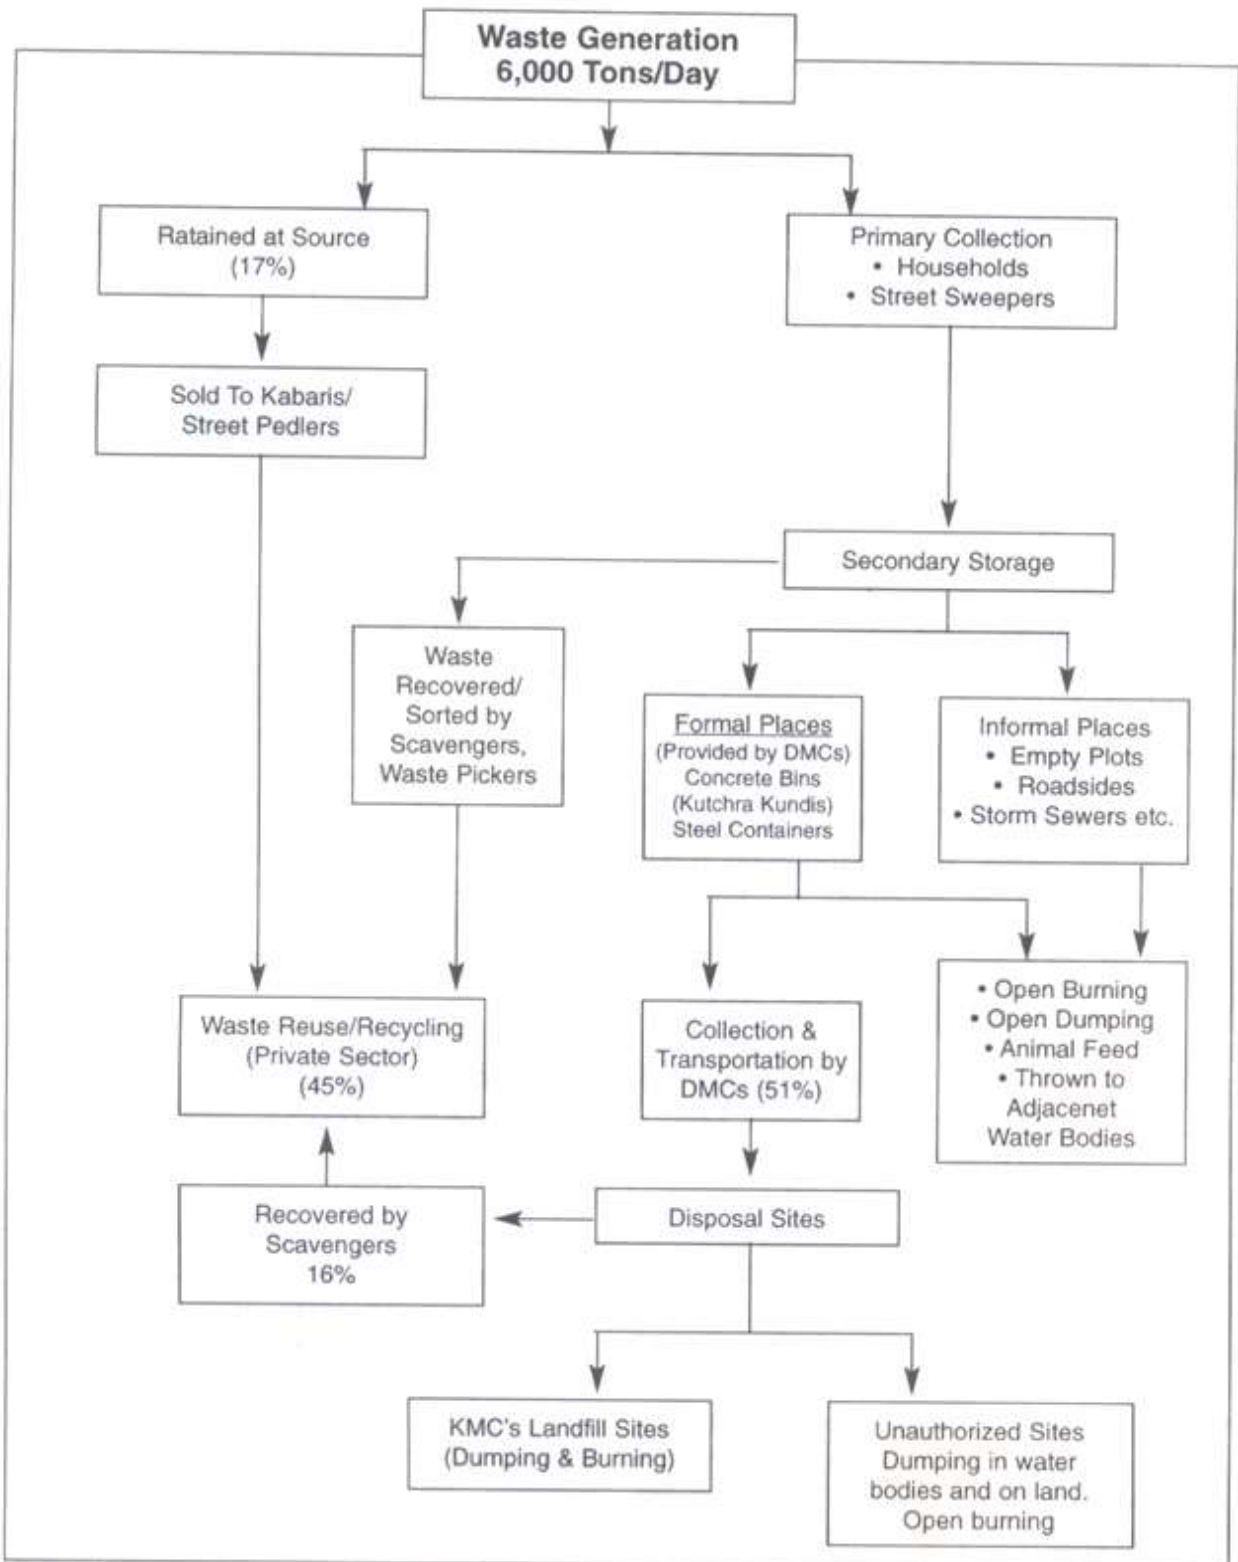 Waste Generation
6,000 Tons/Day
Ratained at Source
(17%)
Primary Collection
• Households
• Street Sweepers
Sold To Kabaris/
Street Pedlers
Secondary Storage
Waste
Recovered/
Sorted by
Scavengers,
Waste Pickers
Formal Places
(Provided by DMCs)
Concrete Bins
(Kutchra Kundis)
Steel Containers
Informal Places
• Empty Plots
• Roadsides
• Storm Sewers etc.
Waste Reuse/Recycling
(Private Sector)
(45%)
Collection &
Transportation by
DMCs (51%)
• Open Burning
• Open Dumping
• Animal Feed
• Thrown to
Adjacenet
Water Bodies
Recovered by
Scavengers
16%
Disposal Sites
KMC's Landfill Sites
(Dumping & Burning)
Unauthorized Sites
Dumping in water
bodies and on land.
Open burning